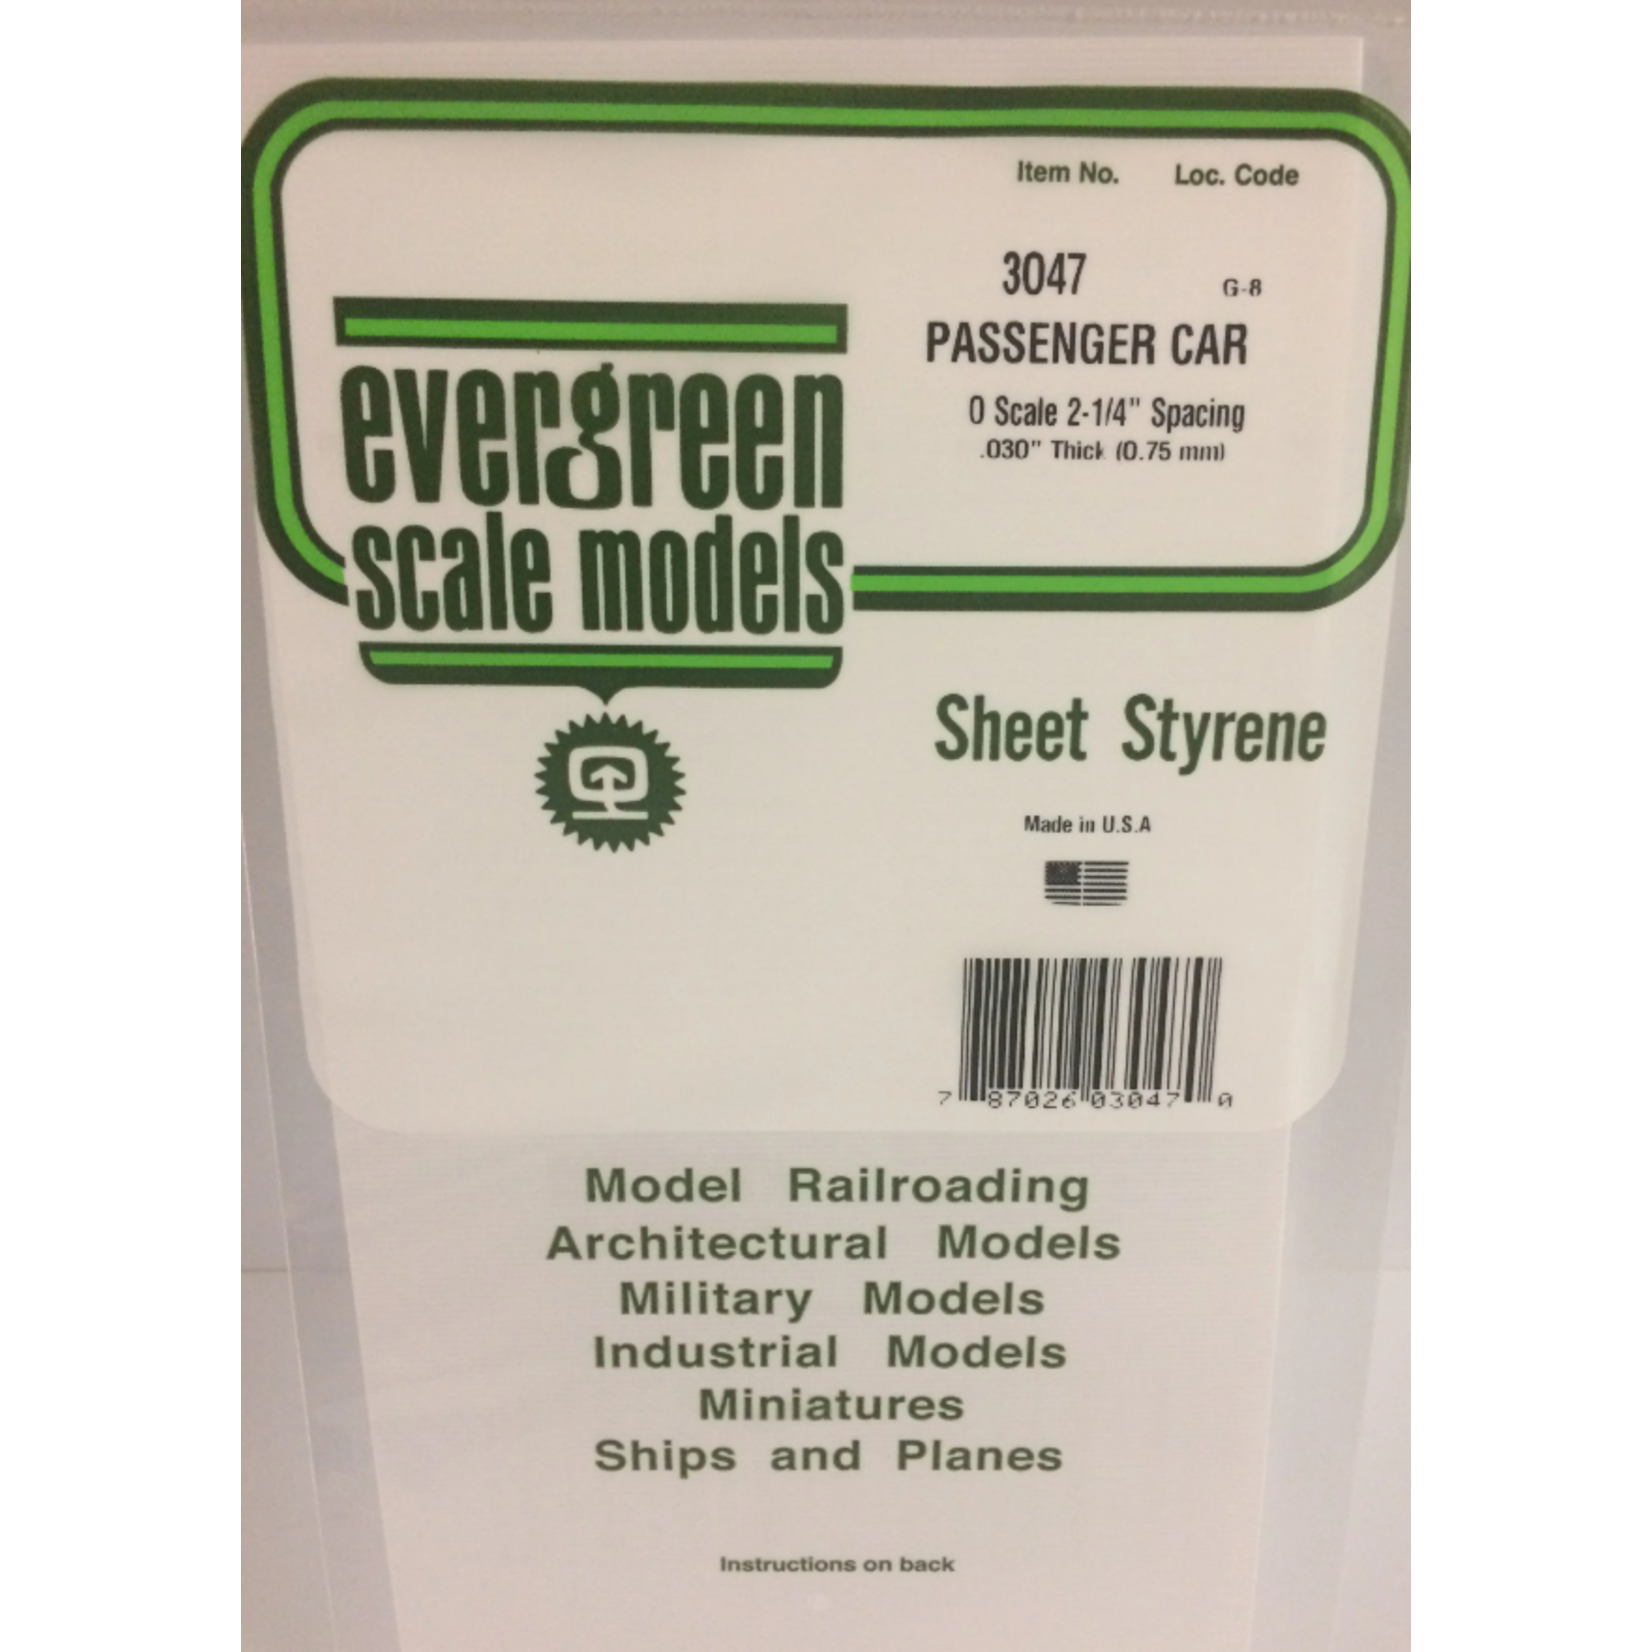 Item No. Loc. Code
3047 G-8
PASSENGER CAR
O Scale 2-1/4" Spacing
.030" Thick (0.75 mm)
evergreen
scale models
Sheet Styrene
Made in U.S.A
7 87026 03047 0
Model Railroading
Architectural Models
Military Models
Industrial Models
Miniatures
Ships and Planes
Instructions on back